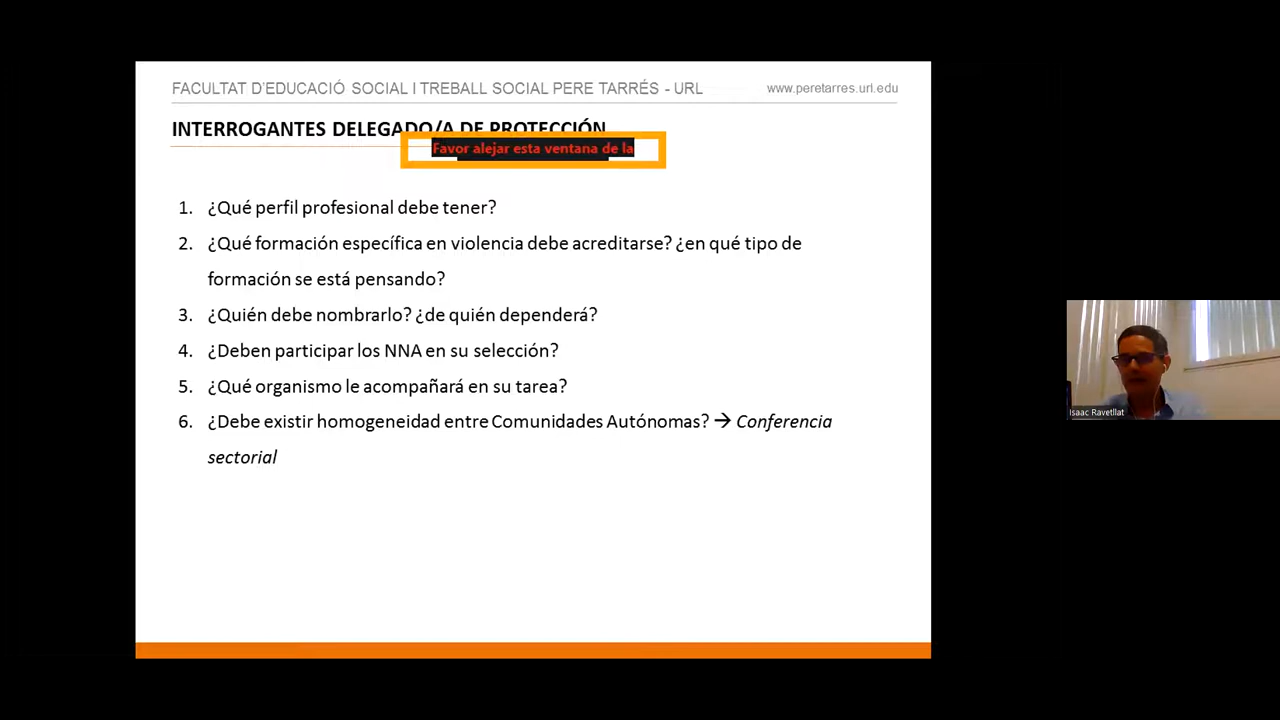 FACULTAT D'EDUCACIÓ SOCIAL I TREBALL SOCIAL PERE TARRÉS - URL
www.peretarres.url.edu
INTERROGANTES DELEGADO/A DE PROTECCIÓN
Favor alejar esta ventana de la
1. ¿Qué perfil profesional debe tener?
2. ¿Qué formación específica en violencia debe acreditarse? ¿en qué tipo de
formación se está pensando?
3. ¿Quién debe nombrarlo? ¿de quién dependerá?
4. ¿Deben participar los NNA en su selección?
5. ¿Qué organismo le acompañará en su tarea?
6. ¿Debe existir homogeneidad entre Comunidades Autónomas? → Conferencia
sectorial
Isaac Ravetllat